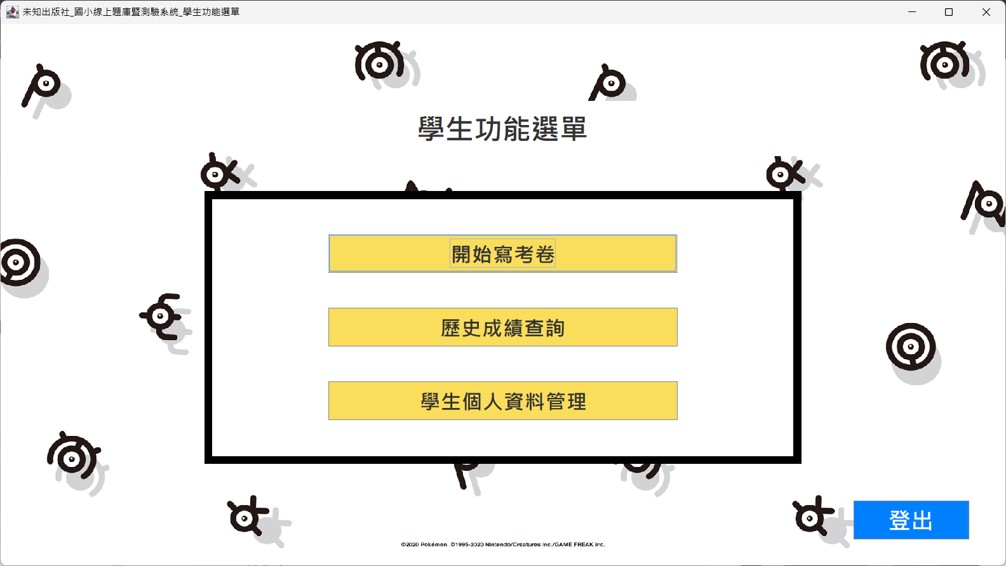 未知出版社_國小線上題庫暨測驗系統_學生功能選單
學生功能選單
開始寫考卷
歷史成績查詢
學生個人資料管理
登出
©2020 Pokémon. ©1995-2020 Nintendo/Creatures Inc./GAME FREAK inc.